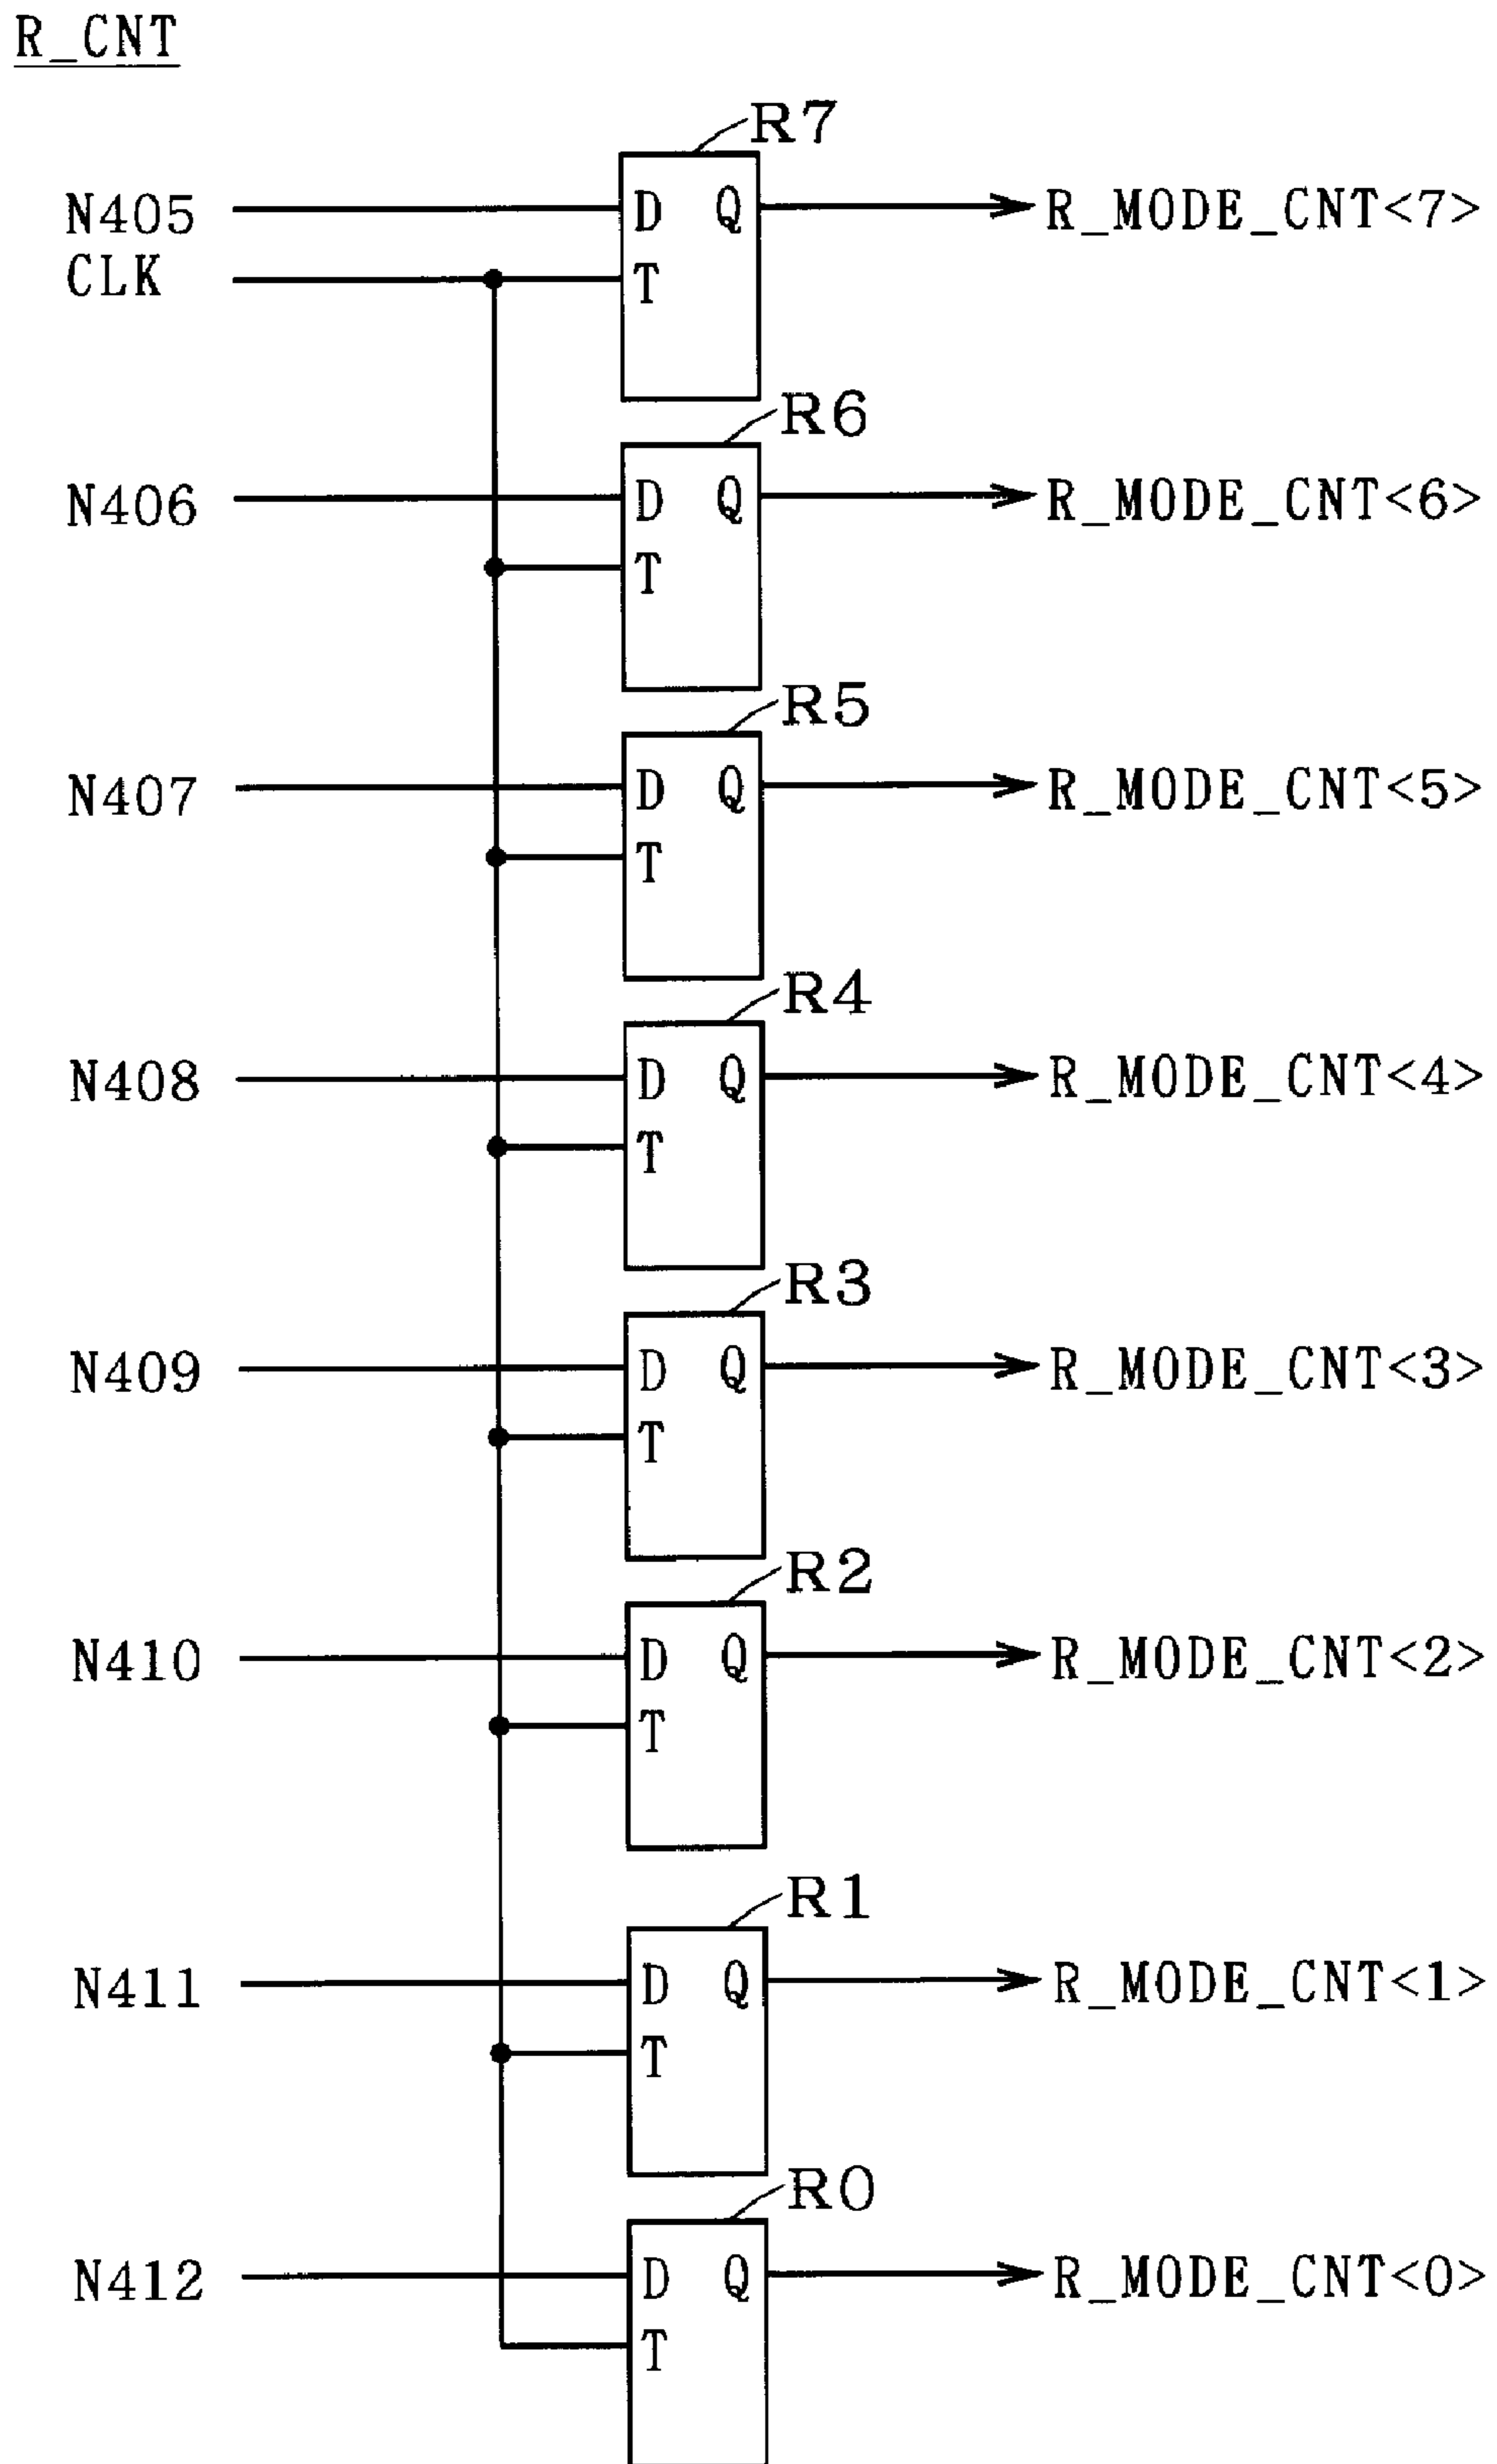 R_CNT
R7
N405 D Q R_MODE_CNT<7>
CLK T
R6
N406 D Q R_MODE_CNT<6>
T
R5
N407 D Q R_MODE_CNT<5>
T
R4
N408 D Q R_MODE_CNT<4>
T
R3
N409 D Q R_MODE_CNT<3>
T
R2
N410 D Q R_MODE_CNT<2>
T
R1
N411 D Q R_MODE_CNT<1>
T
R0
N412 D Q R_MODE_CNT<0>
T